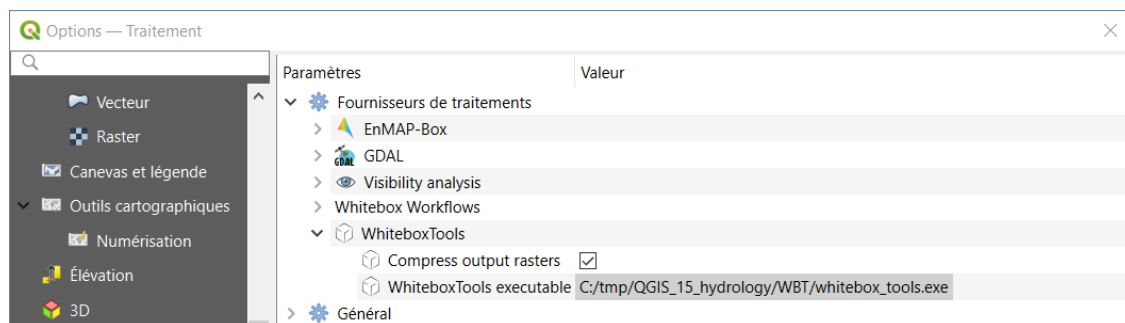 Options — Traitement
Paramètres Valeur
Vecteur
Raster
Canevas et légende
Outils cartographiques
Numérisation
Élévation
3D
Fournisseurs de traitements
EnMAP-Box
GDAL
Visibility analysis
Whitebox Workflows
WhiteboxTools
Compress output rasters
WhiteboxTools executable C:/tmp/QGIS_15_hydrology/WBT/whitebox_tools.exe
Général